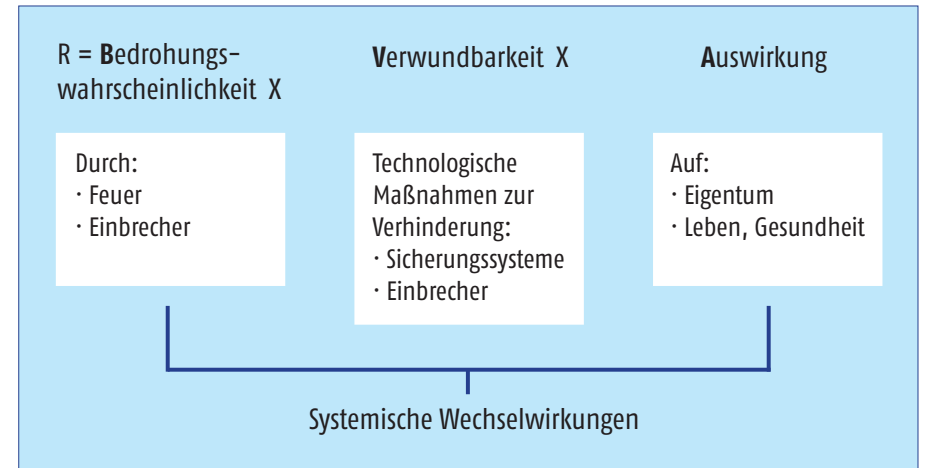 R = Bedrohungs-
wahrscheinlichkeit X
Verwundbarkeit X
Auswirkung
Durch:
· Feuer
· Einbrecher
Technologische
Maßnahmen zur
Verhinderung:
· Sicherungssysteme
· Einbrecher
Auf:
· Eigentum
· Leben, Gesundheit
Systemische Wechselwirkungen